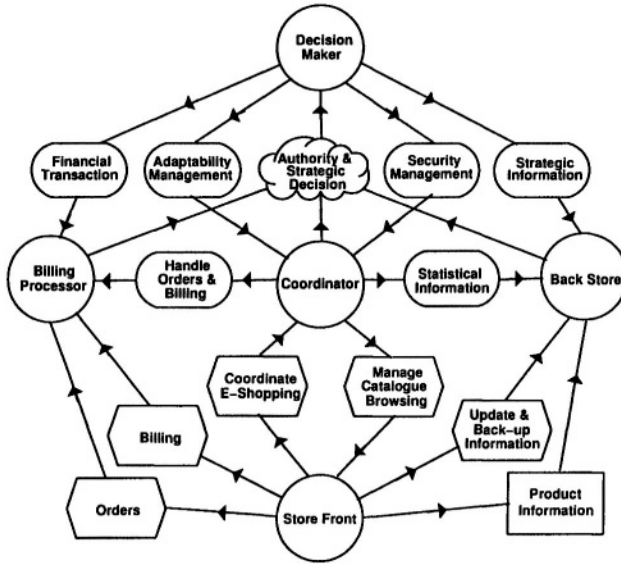 Decision
Maker
Financial
Transaction
Adaptability
Management
Authority &
Strategic
Decision
Security
Management
Strategic
Information
Billing
Processor
Handle
Orders &
Billing
Coordinator
Statistical
Information
Back Store
Coordinate
E-Shopping
Manage
Catalogue
Browsing
Billing
Update &
Back-up
Information
Orders
Store Front
Product
Information